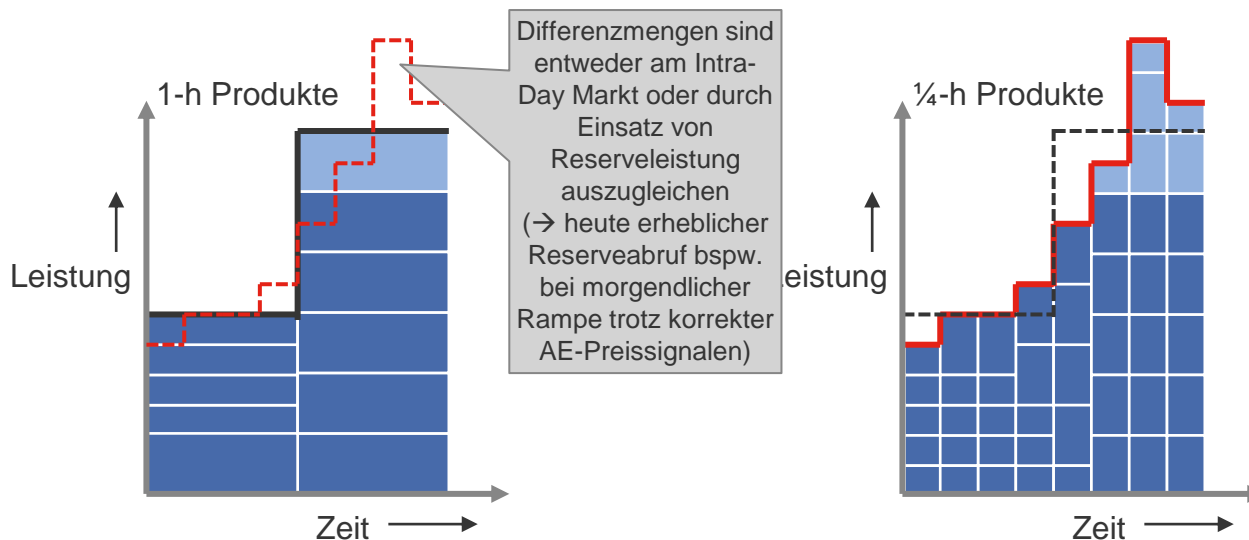 1-h Produkte
Leistung
Zeit
Differenzmengen sind
entweder am Intra-
Day Markt oder durch
Einsatz von
Reserveleistung
auszugleichen
(→ heute erheblicher
Reserveabruf bspw.
bei morgendlicher
Rampe trotz korrekter
AE-Preissignalen)
¼-h Produkte
eistung
Zeit